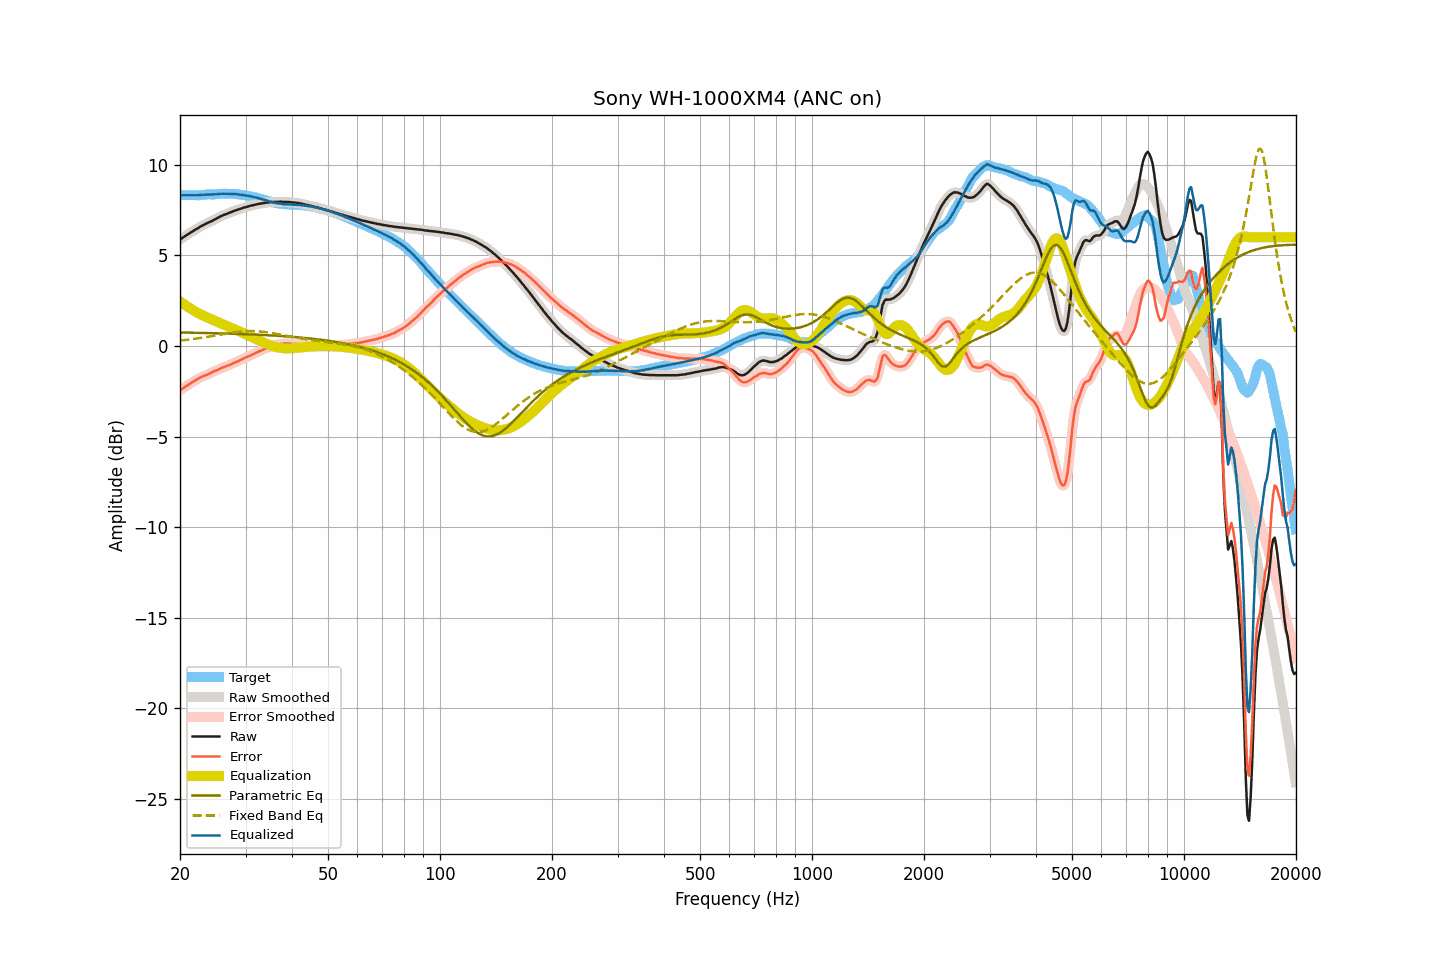 Sony WH-1000XM4 (ANC on)
10
5
0
−5
−10
−15
−20
−25
Amplitude (dBr)
Target
Raw Smoothed
Error Smoothed
Raw
Error
Equalization
Parametric Eq
Fixed Band Eq
Equalized
20 50 100 200 500 1000 2000 5000 10000 20000
Frequency (Hz)